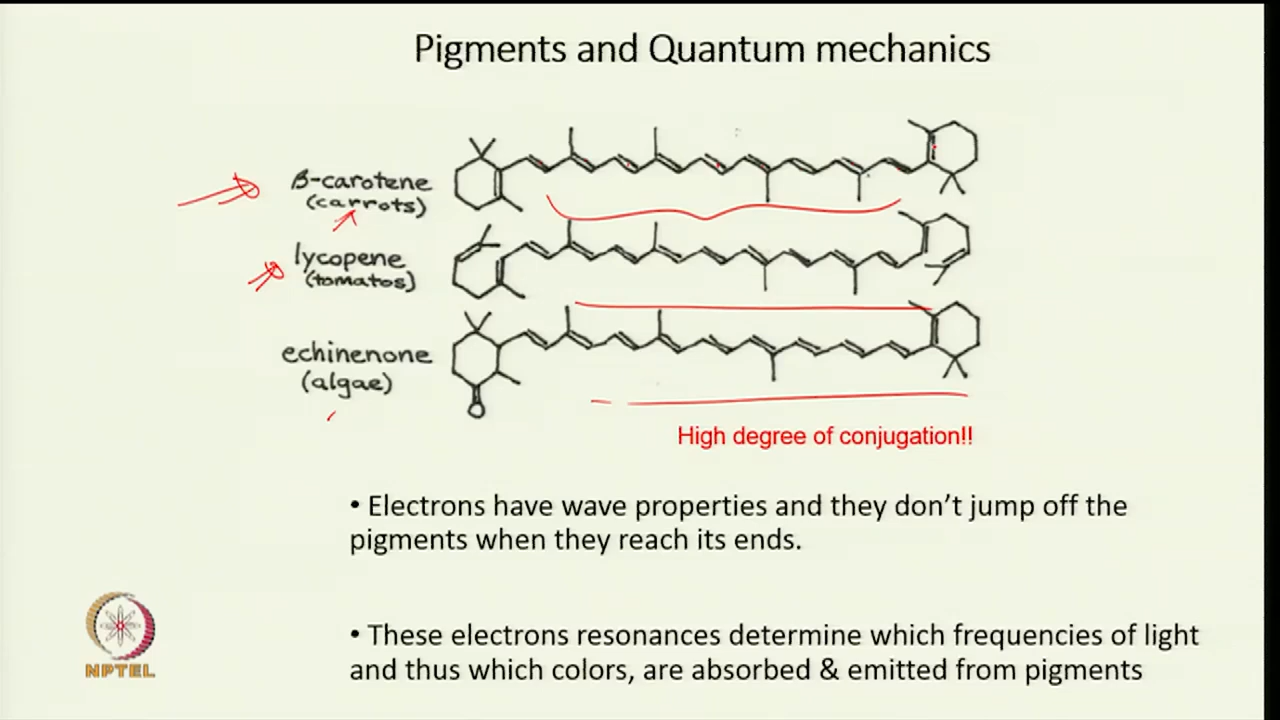 Pigments and Quantum mechanics
β-carotene
(carrots)
lycopene
(tomatos)
echinenone
(algae)
High degree of conjugation!!
• Electrons have wave properties and they don’t jump off the
pigments when they reach its ends.
• These electrons resonances determine which frequencies of light
and thus which colors, are absorbed & emitted from pigments
NPTEL